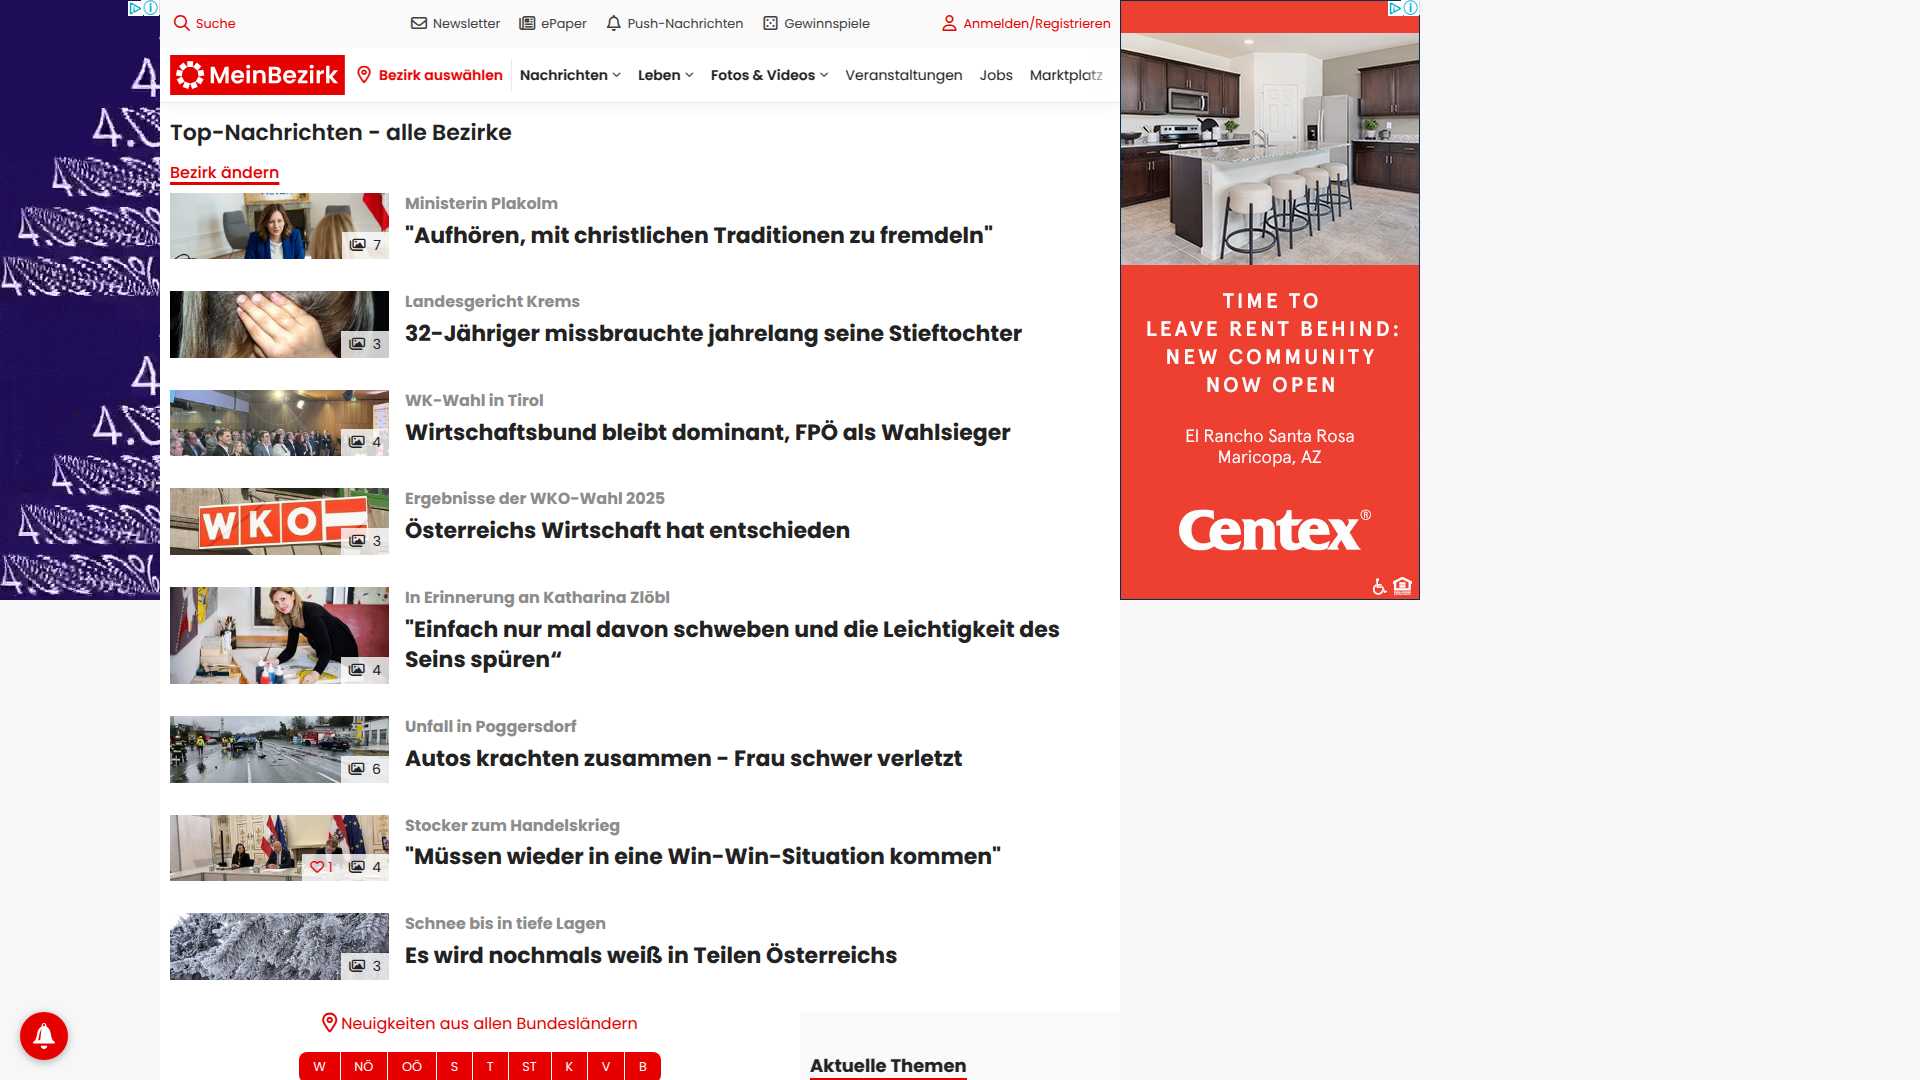 Suche
Newsletter
ePaper
Push-Nachrichten
Gewinnspiele
Anmelden/Registrieren
MeinBezirk
Bezirk auswählen
Nachrichten
Leben
Fotos & Videos
Veranstaltungen
Jobs
Marktplatz
Top-Nachrichten - alle Bezirke
Bezirk ändern
7
Ministerin Plakolm
"Aufhören, mit christlichen Traditionen zu fremdeln"
3
Landesgericht Krems
32-Jähriger missbrauchte jahrelang seine Stieftochter
4
WK-Wahl in Tirol
Wirtschaftsbund bleibt dominant, FPÖ als Wahlsieger
WKO
3
Ergebnisse der WKO-Wahl 2025
Österreichs Wirtschaft hat entschieden
4
In Erinnerung an Katharina Zlöbl
"Einfach nur mal davon schweben und die Leichtigkeit des
Seins spüren“
6
Unfall in Poggersdorf
Autos krachten zusammen - Frau schwer verletzt
1
4
Stocker zum Handelskrieg
"Müssen wieder in eine Win-Win-Situation kommen"
3
Schnee bis in tiefe Lagen
Es wird nochmals weiß in Teilen Österreichs
Neuigkeiten aus allen Bundesländern
W NÖ OÖ S T ST K V B
Aktuelle Themen
TIME TO
LEAVE RENT BEHIND:
NEW COMMUNITY
NOW OPEN
El Rancho Santa Rosa
Maricopa, AZ
Centex®